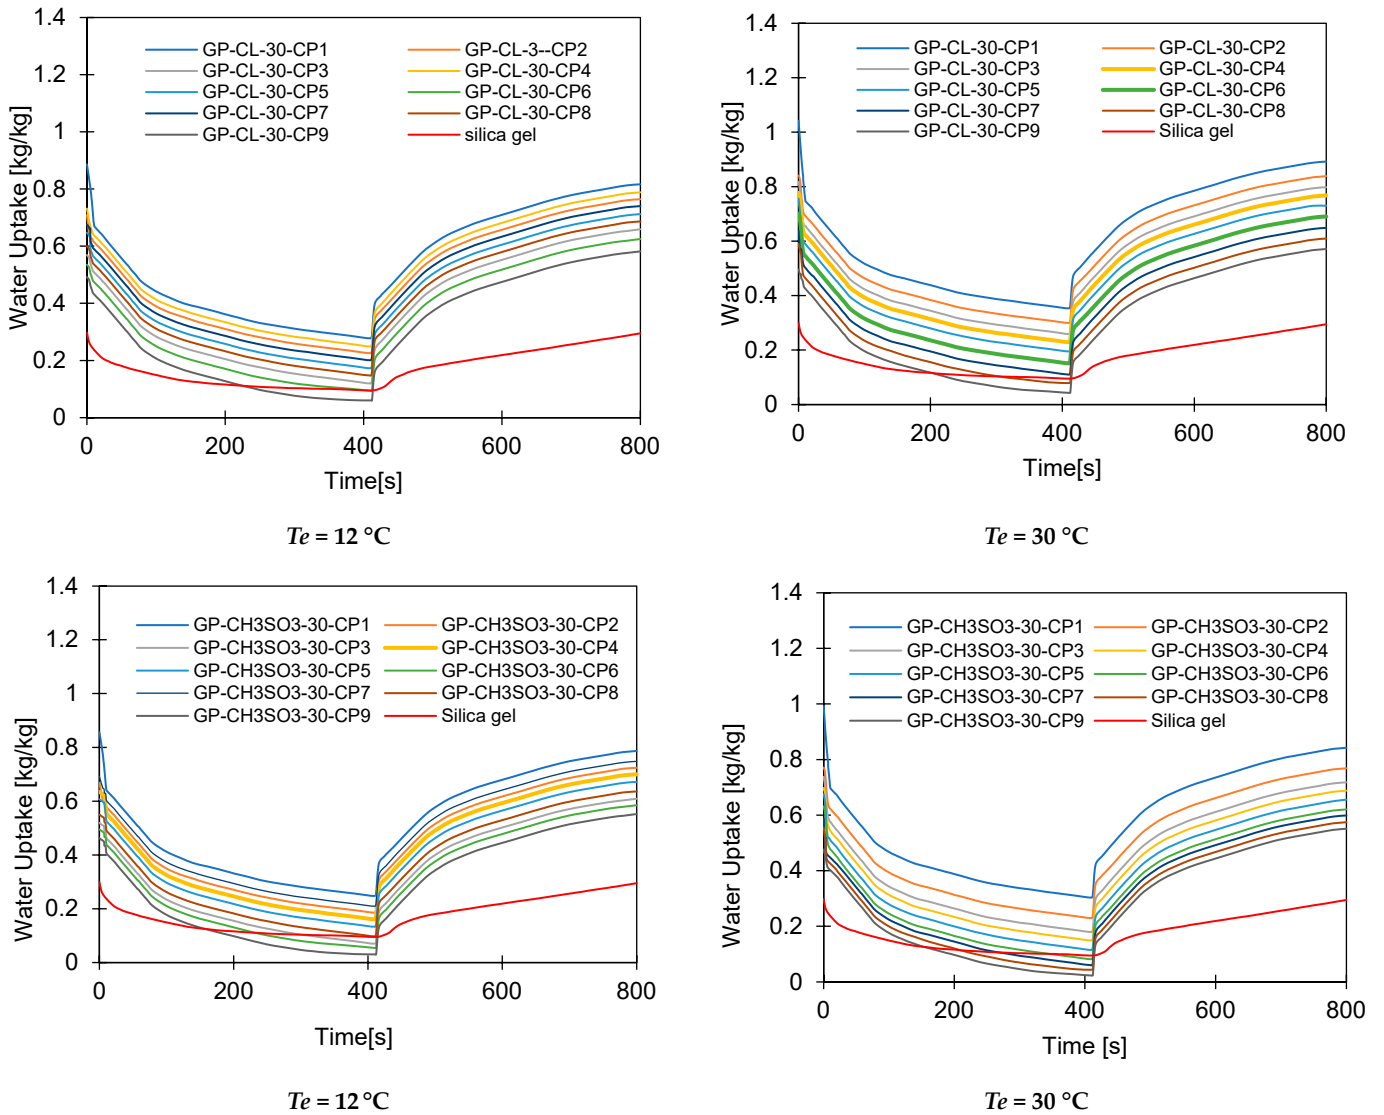 1.4
1.2
1
0.8
0.6
0.4
0.2
0
Water Uptake [kg/kg]
GP-CL-30-CP1
GP-CL-3--CP2
GP-CL-30-CP3
GP-CL-30-CP4
GP-CL-30-CP5
GP-CL-30-CP6
GP-CL-30-CP7
GP-CL-30-CP8
GP-CL-30-CP9
silica gel
0 200 400 600 800
Time[s]
Te = 12 °C
1.4
1.2
1
0.8
0.6
0.4
0.2
0
Water Uptake [kg/kg]
GP-CL-30-CP1
GP-CL-30-CP2
GP-CL-30-CP3
GP-CL-30-CP4
GP-CL-30-CP5
GP-CL-30-CP6
GP-CL-30-CP7
GP-CL-30-CP8
GP-CL-30-CP9
Silica gel
0 200 400 600 800
Time[s]
Te = 30 °C
1.4
1.2
1
0.8
0.6
0.4
0.2
0
Water Uptake [kg/kg]
GP-CH3SO3-30-CP1
GP-CH3SO3-30-CP2
GP-CH3SO3-30-CP3
GP-CH3SO3-30-CP4
GP-CH3SO3-30-CP5
GP-CH3SO3-30-CP6
GP-CH3SO3-30-CP7
GP-CH3SO3-30-CP8
GP-CH3SO3-30-CP9
Silica gel
0 200 400 600 800
Time[s]
Te = 12 °C
1.4
1.2
1
0.8
0.6
0.4
0.2
0
Water Uptake [kg/kg]
GP-CH3SO3-30-CP1
GP-CH3SO3-30-CP2
GP-CH3SO3-30-CP3
GP-CH3SO3-30-CP4
GP-CH3SO3-30-CP5
GP-CH3SO3-30-CP6
GP-CH3SO3-30-CP7
GP-CH3SO3-30-CP8
GP-CH3SO3-30-CP9
Silica gel
0 200 400 600 800
Time [s]
Te = 30 °C